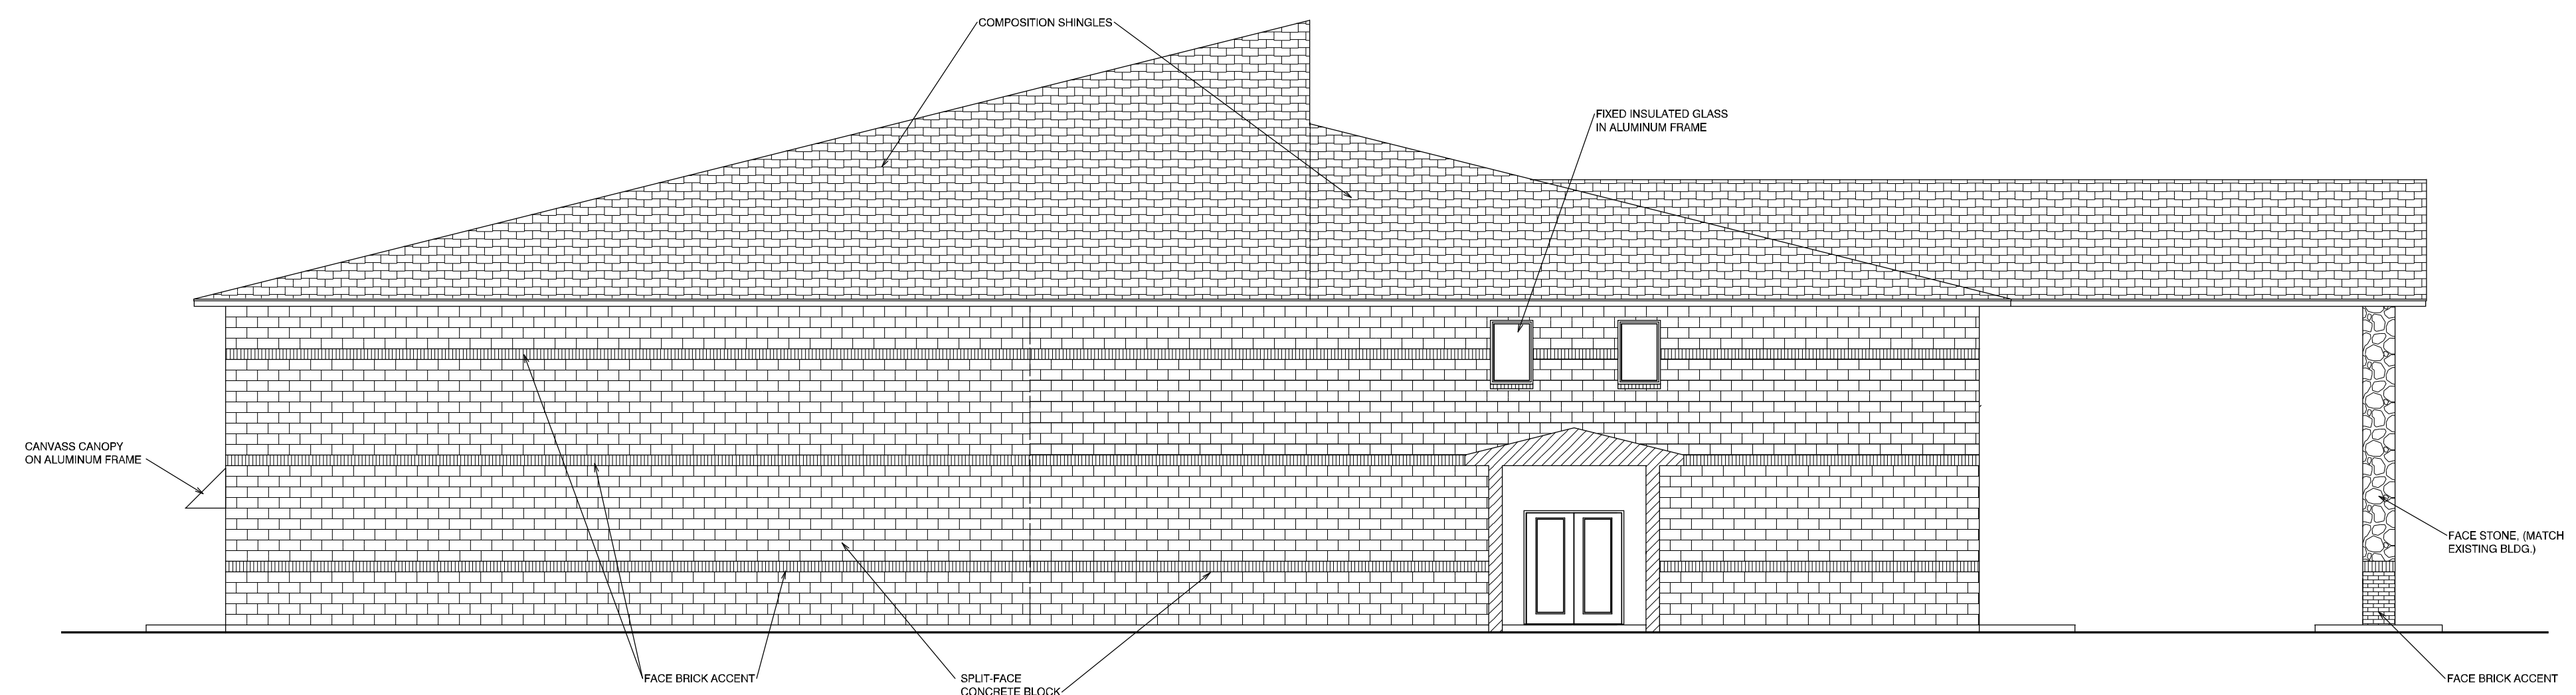 COMPOSITION SHINGLES
FIXED INSULATED GLASS
IN ALUMINUM FRAME
CANVASS CANOPY
ON ALUMINUM FRAME
FACE STONE, (MATCH
EXISTING BLDG.)
FACE BRICK ACCENT
SPLIT-FACE
CONCRETE BLOCK
FACE BRICK ACCENT